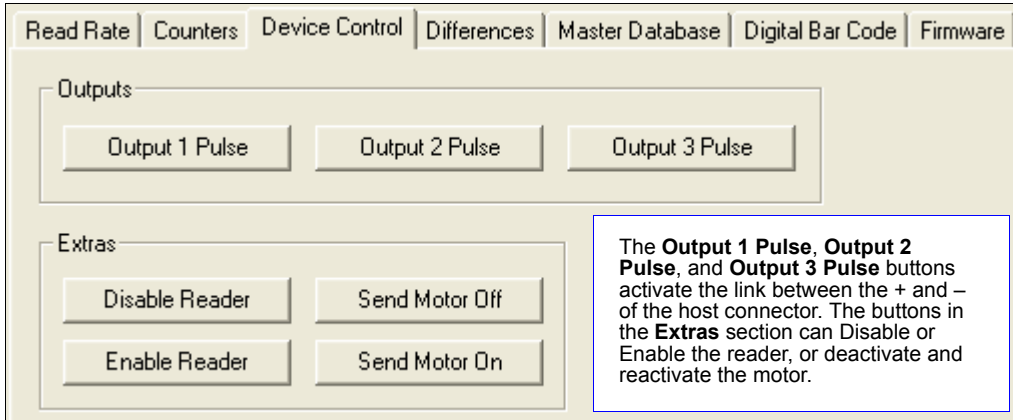 Read Rate Counters Device Control Differences Master Database Digital Bar Code Firmware
Outputs
Output 1 Pulse Output 2 Pulse Output 3 Pulse
Extras
Disable Reader Send Motor Off
Enable Reader Send Motor On
The Output 1 Pulse, Output 2
Pulse, and Output 3 Pulse buttons
activate the link between the + and –
of the host connector. The buttons in
the Extras section can Disable or
Enable the reader, or deactivate and
reactivate the motor.